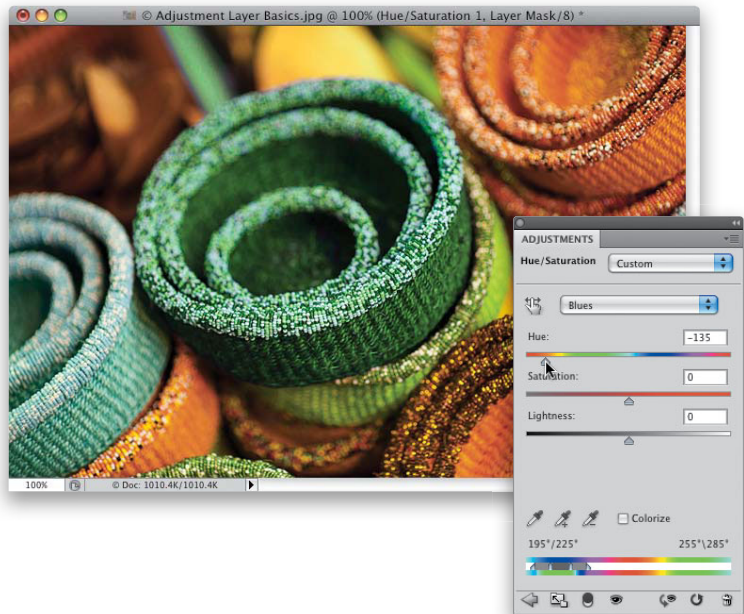 © Adjustment Layer Basics.jpg @ 100% (Hue/Saturation 1, Layer Mask/8) *
ADJUSTMENTS
Hue/Saturation Custom
Blues
Hue: -135
Saturation: 0
Lightness: 0
100% © Doc: 1010.4K/1010.4K
Colorize
195°/225° 255°\285°